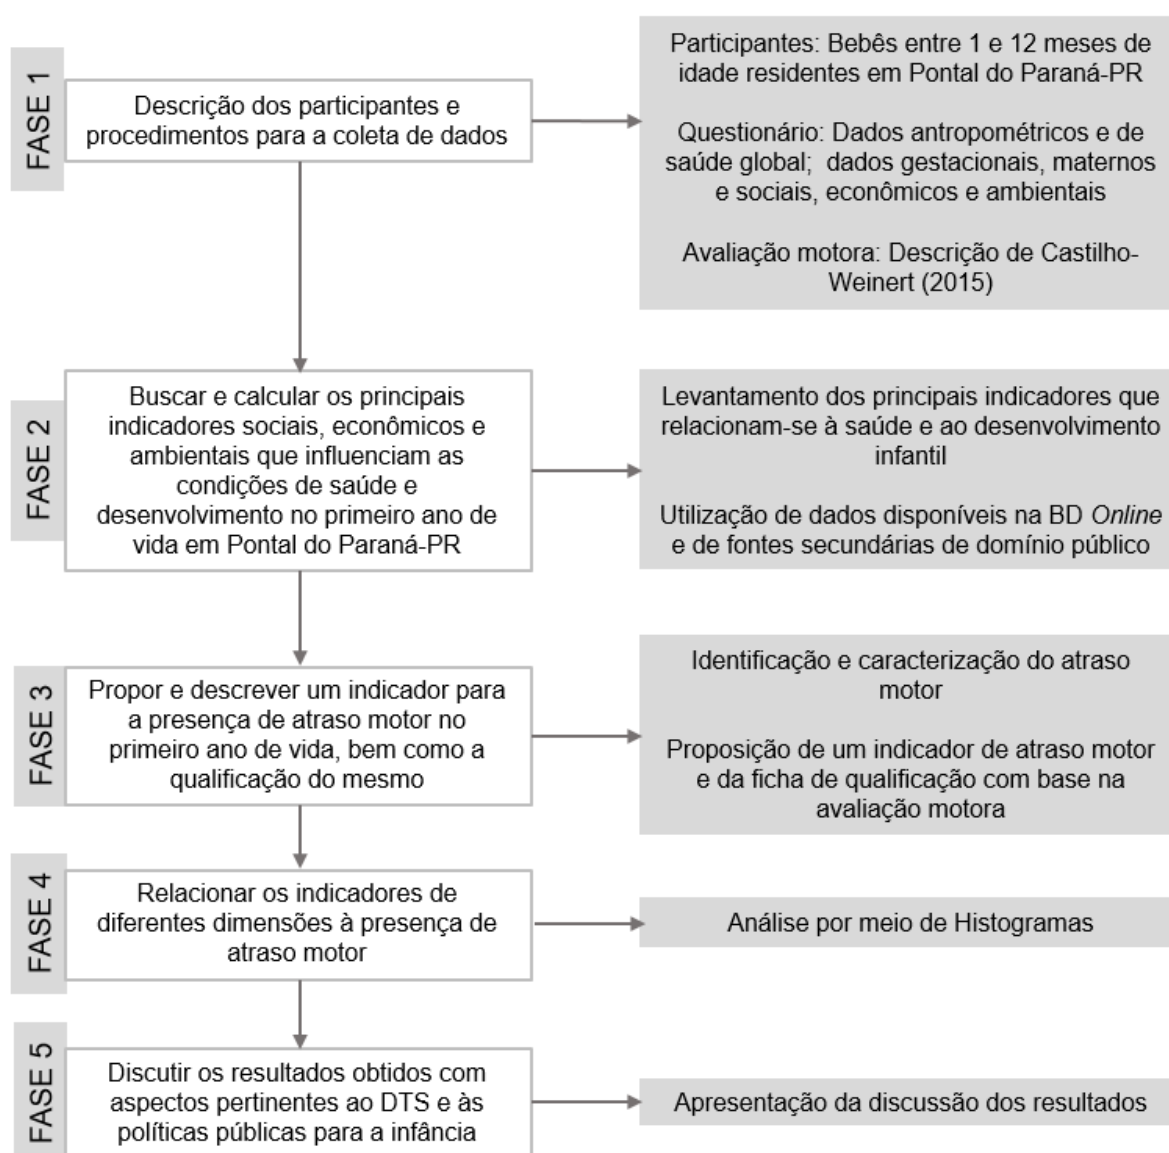 FASE 1
Descrição dos participantes e
procedimentos para a coleta de dados
Participantes: Bebês entre 1 e 12 meses de
idade residentes em Pontal do Paraná-PR
Questionário: Dados antropométricos e de
saúde global;  dados gestacionais, maternos
e sociais, econômicos e ambientais
Avaliação motora: Descrição de Castilho-
Weinert (2015)
FASE 2
Buscar e calcular os principais
indicadores sociais, econômicos e
ambientais que influenciam as
condições de saúde e
desenvolvimento no primeiro ano de
vida em Pontal do Paraná-PR
Levantamento dos principais indicadores que
relacionam-se à saúde e ao desenvolvimento
infantil
Utilização de dados disponíveis na BD Online
e de fontes secundárias de domínio público
FASE 3
Propor e descrever um indicador para
a presença de atraso motor no
primeiro ano de vida, bem como a
qualificação do mesmo
Identificação e caracterização do atraso
motor
Proposição de um indicador de atraso motor
e da ficha de qualificação com base na
avaliação motora
FASE 4
Relacionar os indicadores de
diferentes dimensões à presença de
atraso motor
Análise por meio de Histogramas
FASE 5
Discutir os resultados obtidos com
aspectos pertinentes ao DTS e às
políticas públicas para a infância
Apresentação da discussão dos resultados